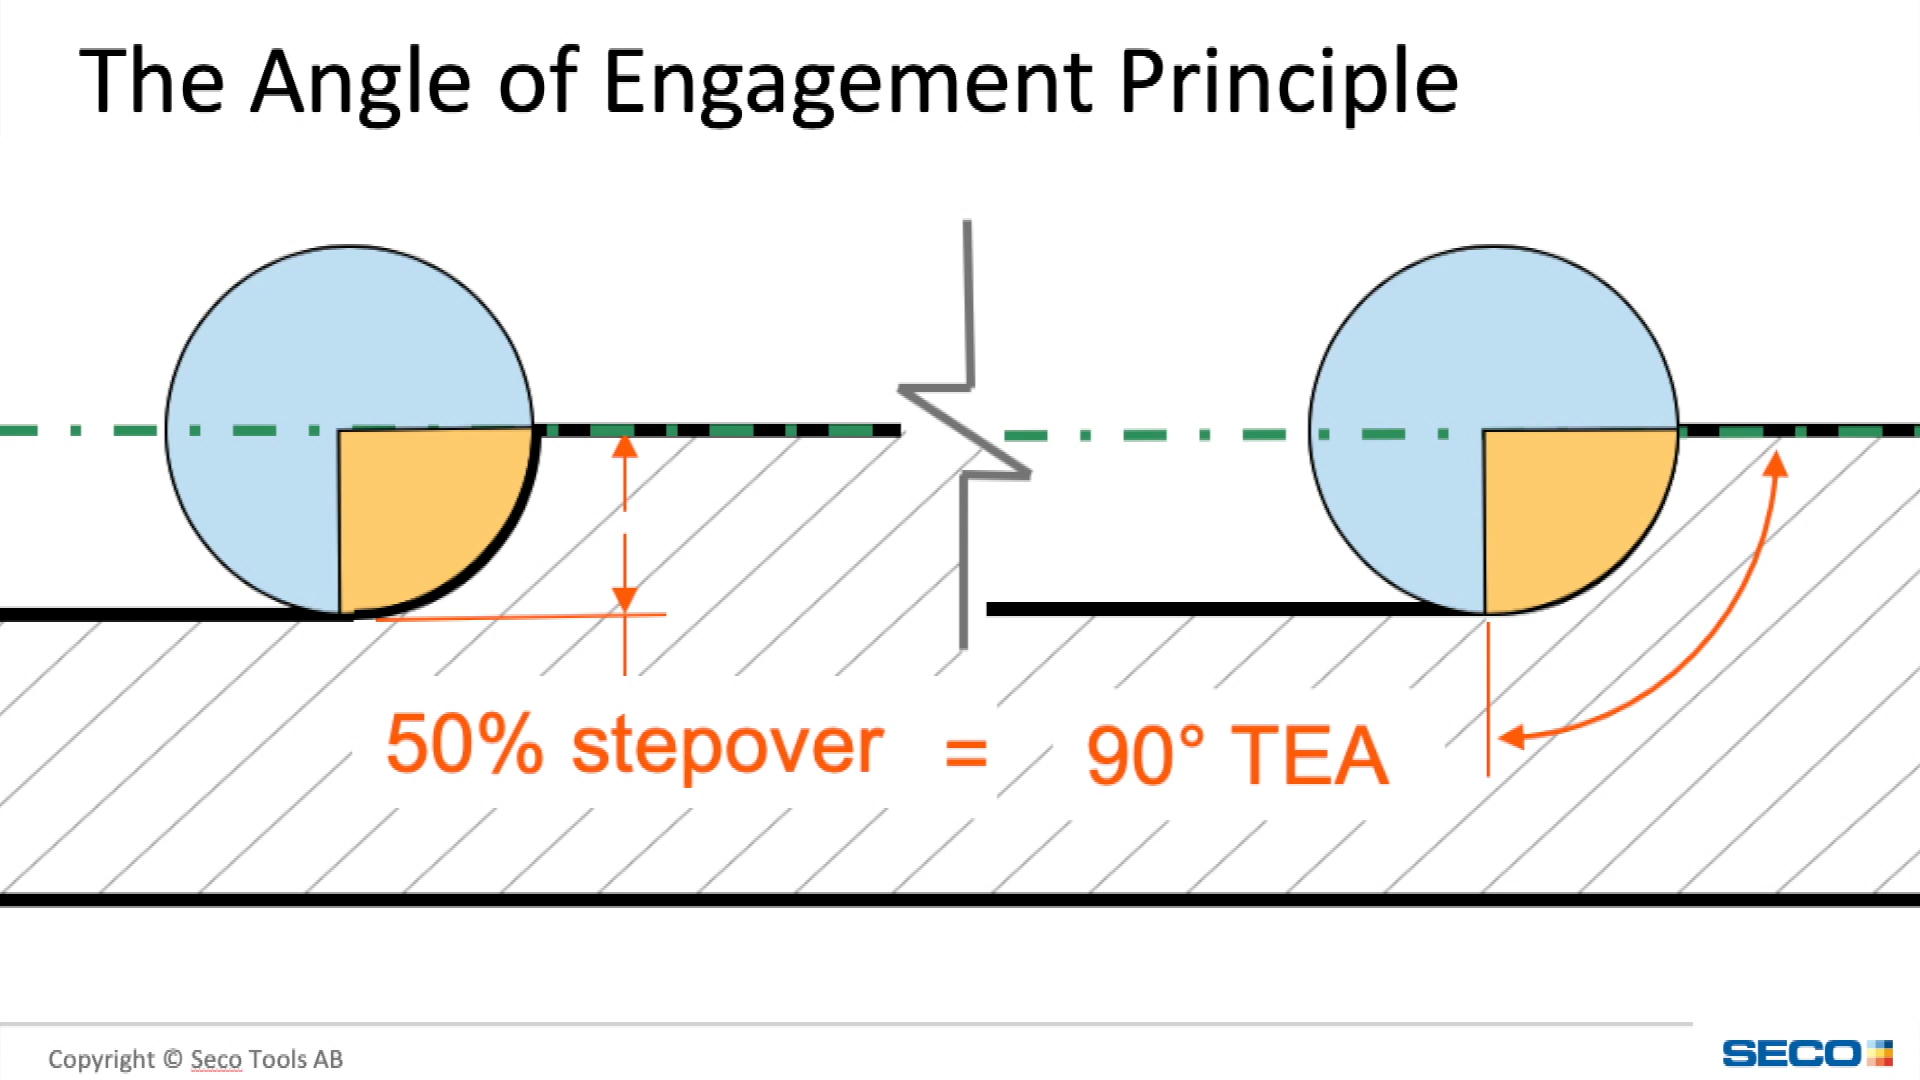 The Angle of Engagement Principle
50% stepover = 90° TEA
Copyright © Seco Tools AB
SECO